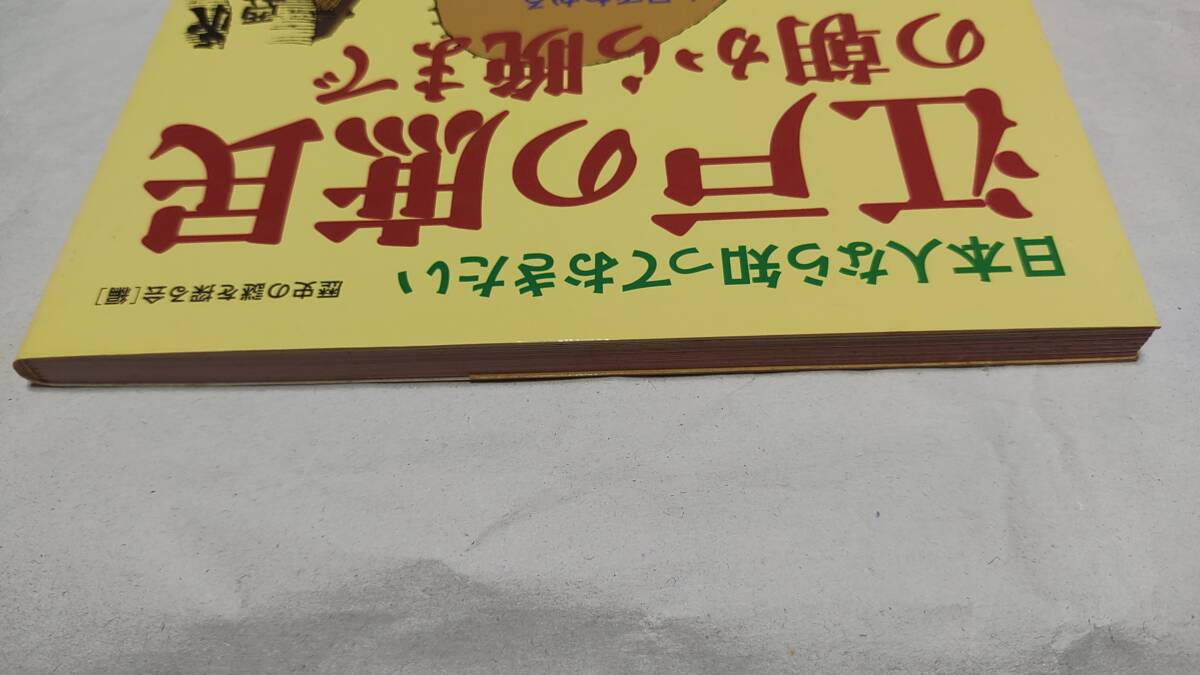 日本人なら知っておきたい
歴史の謎を探る会[編]
江戸の庶民
の朝から晩まで